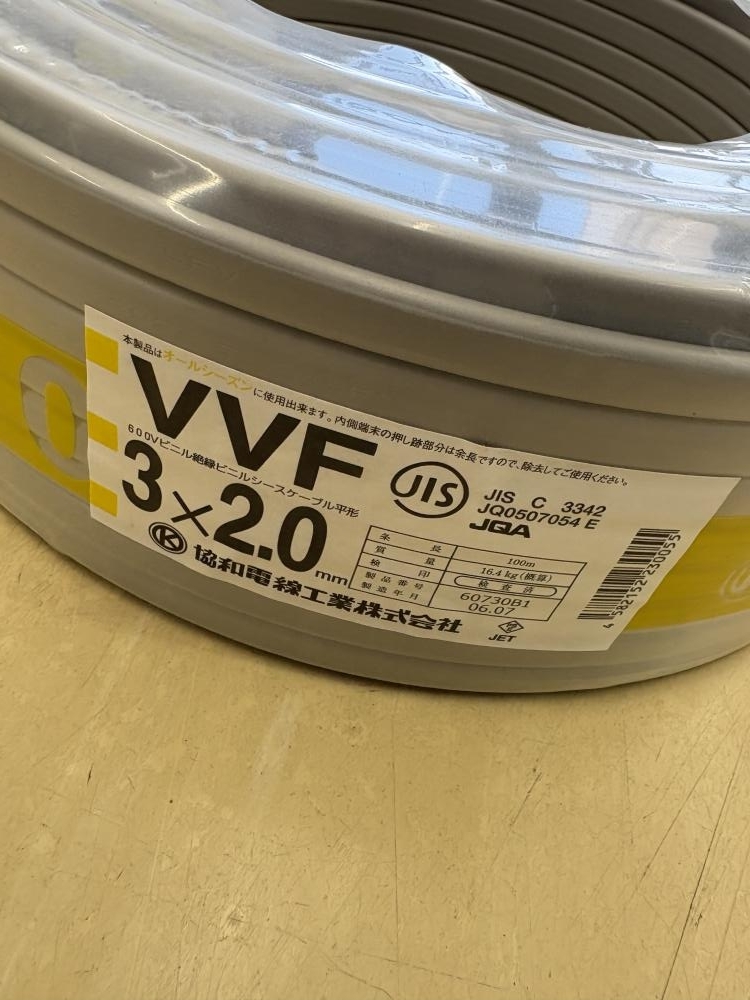 本製品はオールシーズンに使用出来ます。内側端末の押し跡部分は余長ですので、除去してご使用ください。
VVF
600Vビニル絶縁ビニルシースケーブル平形
3×2.0mm
JIS
JIS C 3342
JQ0507054 E
JQA
条長 100m
質量 16.4kg(概算)
検印 検査済
製品番号 60730B1
製造年月 06.07
K 協和電線工業株式会社
JET
4 582152 230055